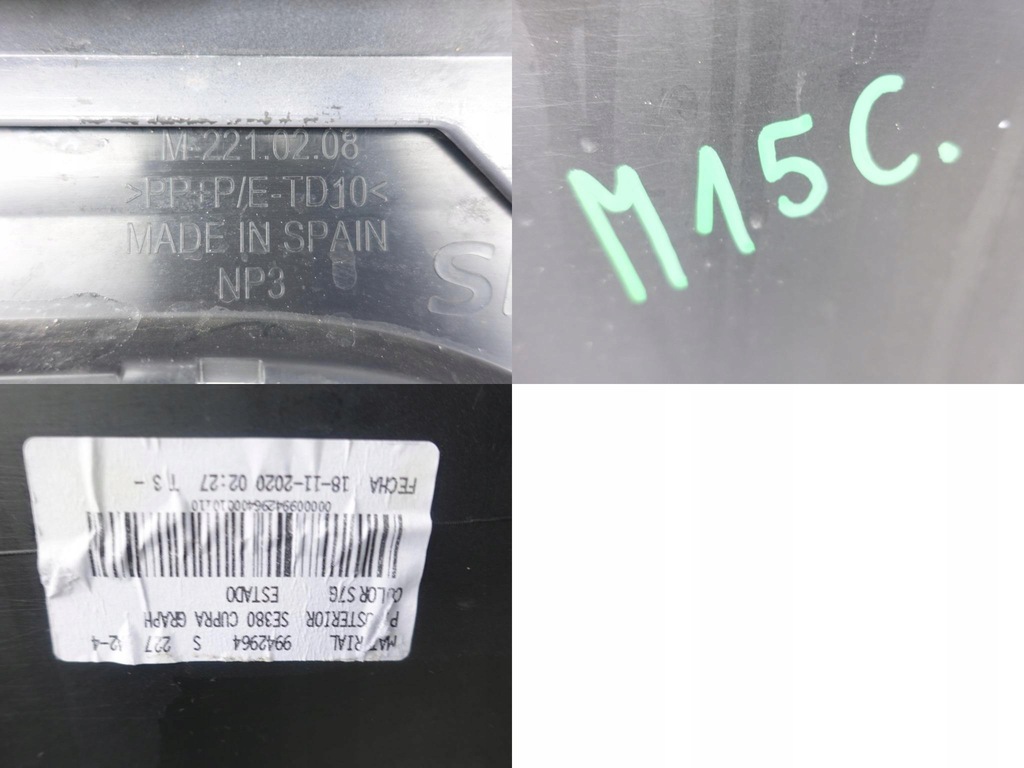 M-221.02.08
>PP+P/E-TD10<
MADE IN SPAIN
NP3
M15C.
MATERIAL 9942964 S 227
POSTERIOR SE380 CUPRA GRAPH
COLOR S7G ESTADO
FECHA 18-11-2020 02:27 T 3 -